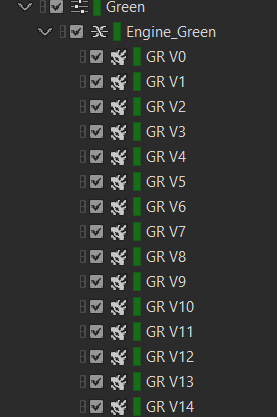 Green
Engine_Green
GR V0
GR V1
GR V2
GR V3
GR V4
GR V5
GR V6
GR V7
GR V8
GR V9
GR V10
GR V11
GR V12
GR V13
GR V14